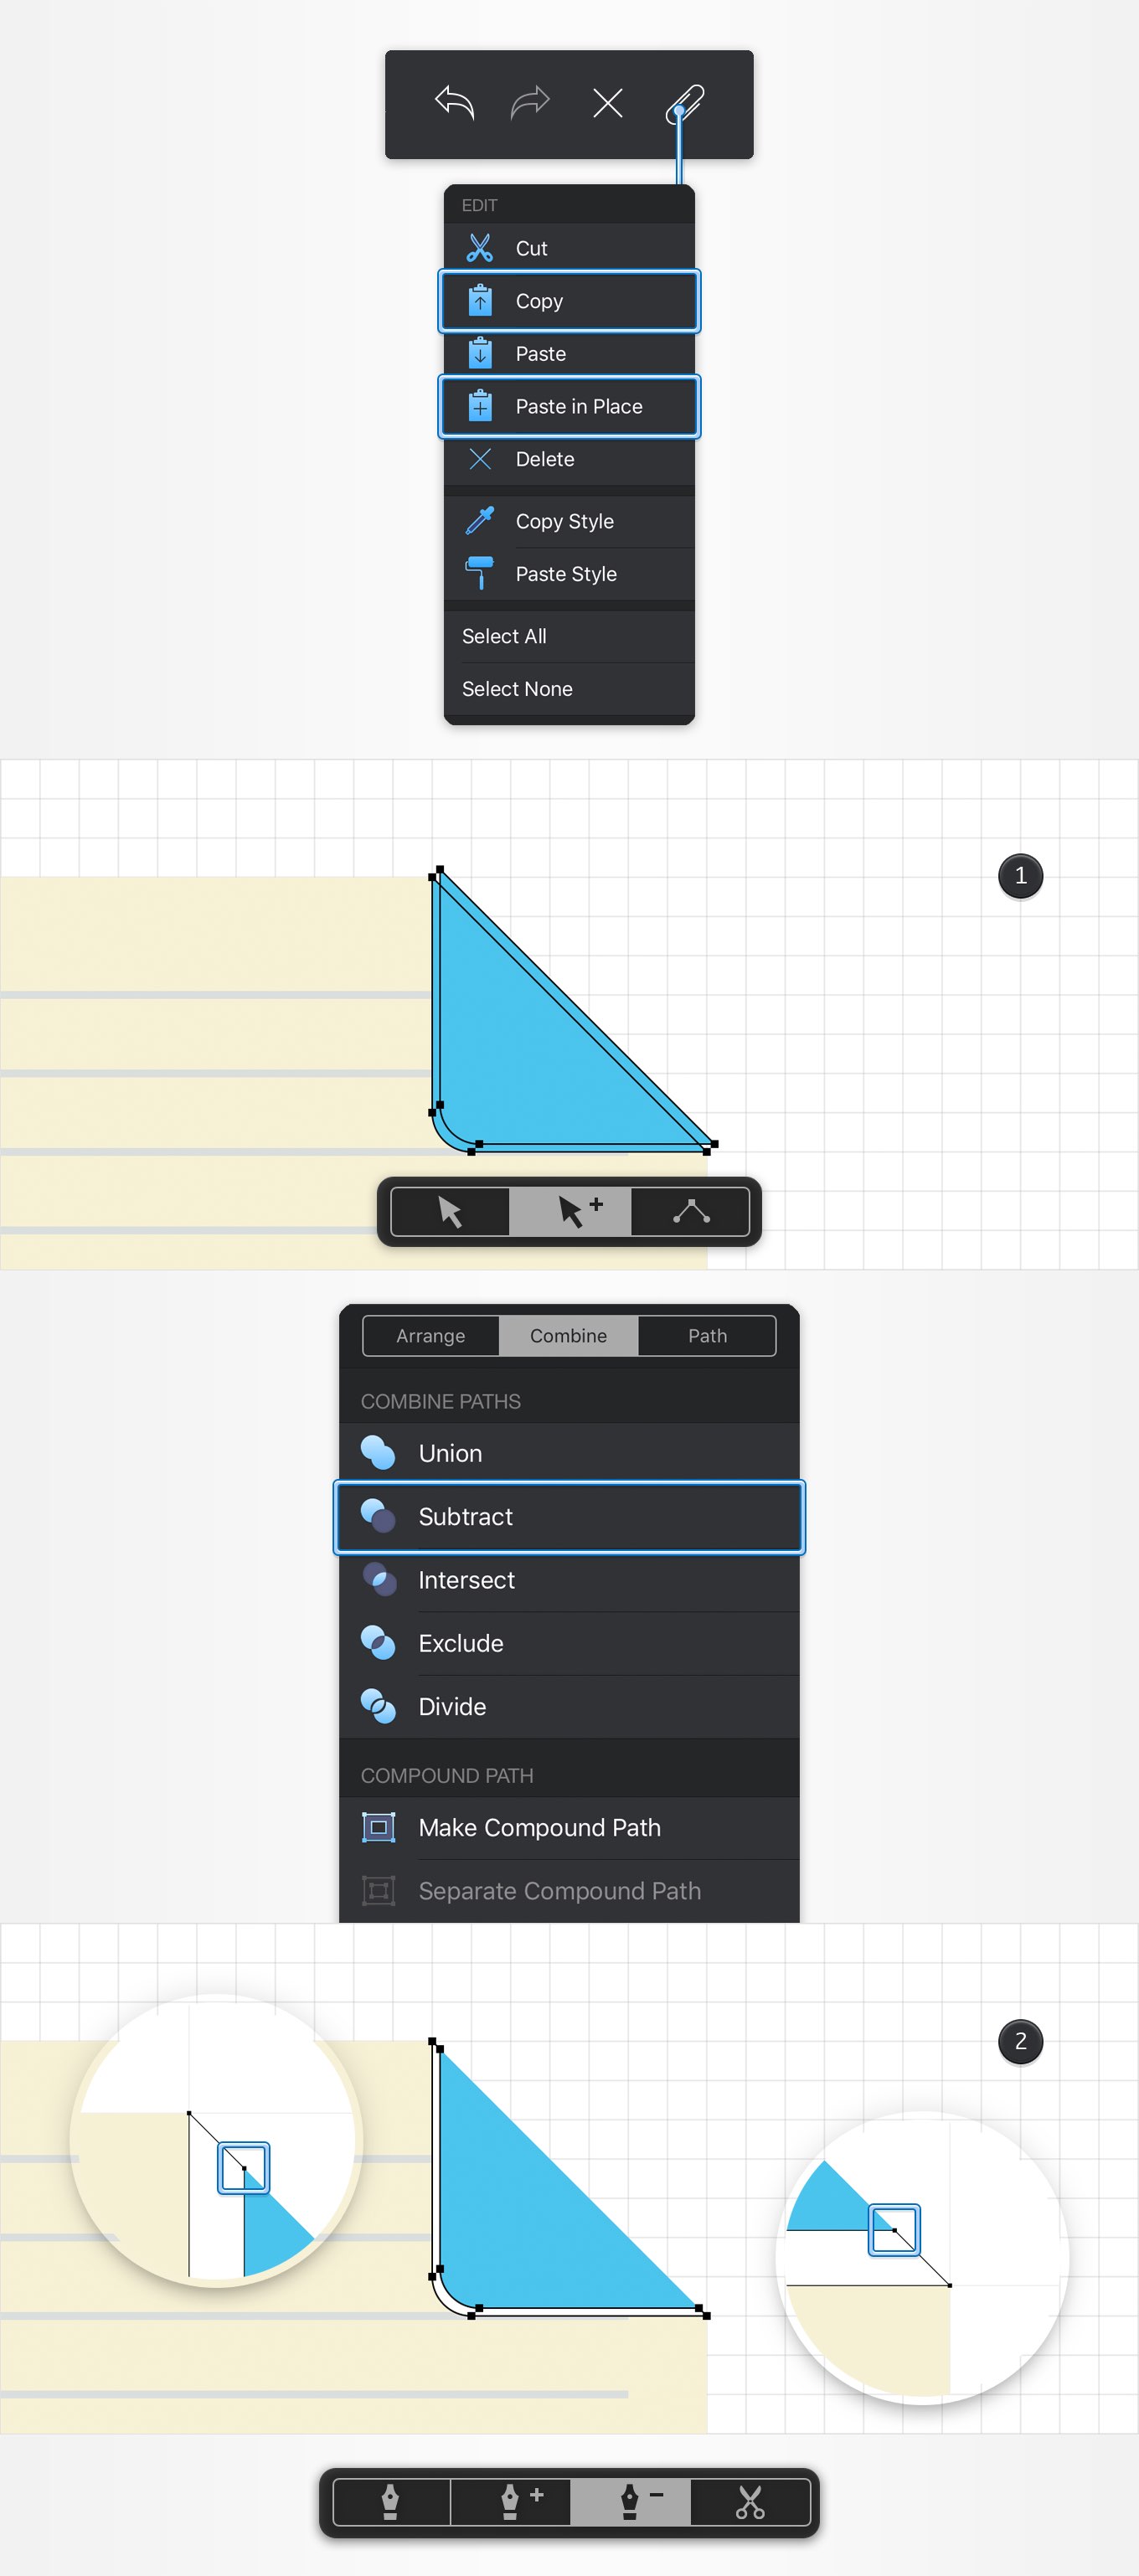 EDIT
Cut
Copy
Paste
Paste in Place
Delete
Copy Style
Paste Style
Select All
Select None
1
Arrange Combine Path
COMBINE PATHS
Union
Subtract
Intersect
Exclude
Divide
COMPOUND PATH
Make Compound Path
Separate Compound Path
2